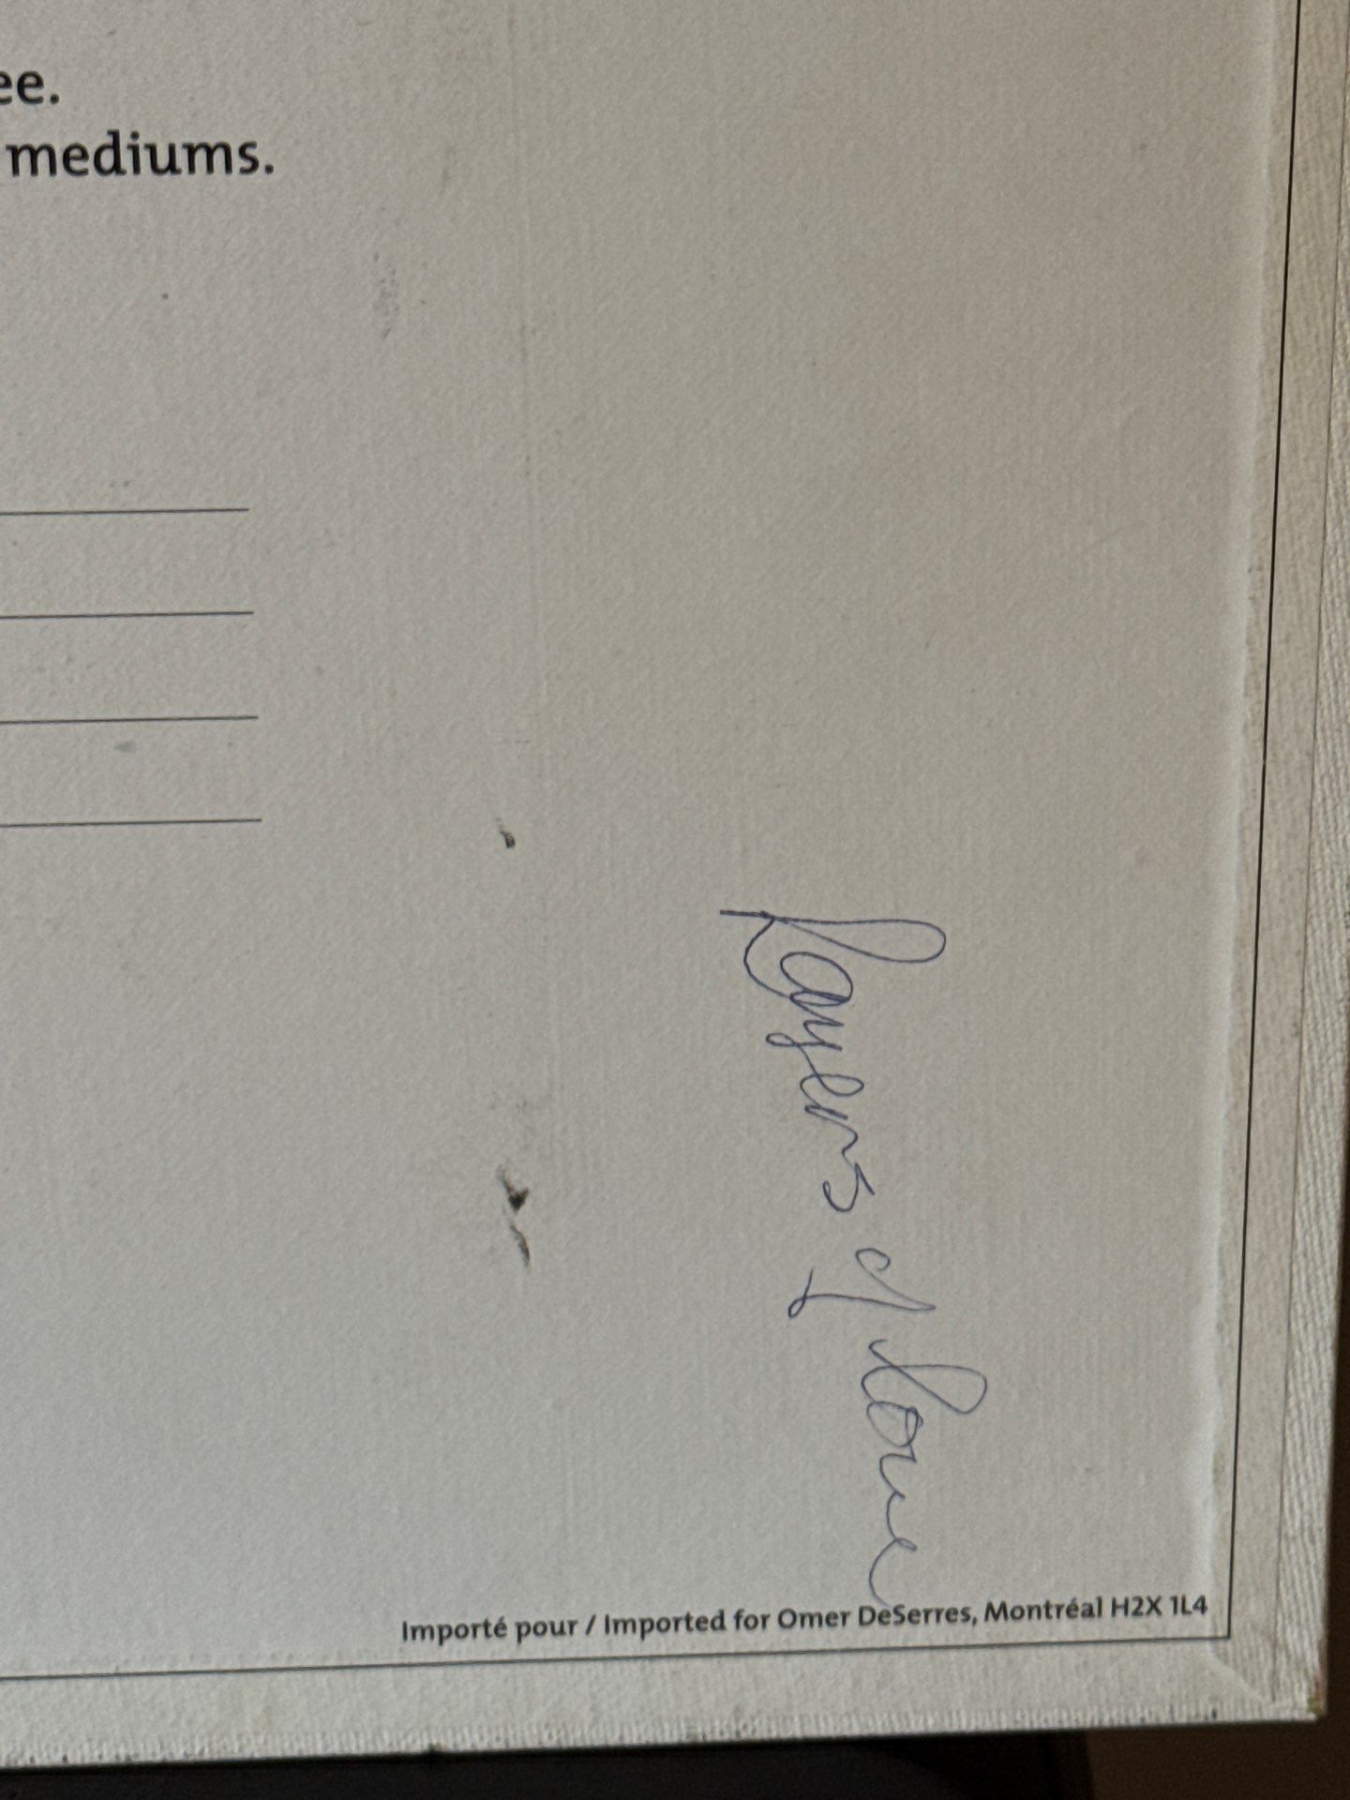 ee.
mediums.
Layers of love
Importé pour / Imported for Omer DeSerres, Montréal H2X 1L4